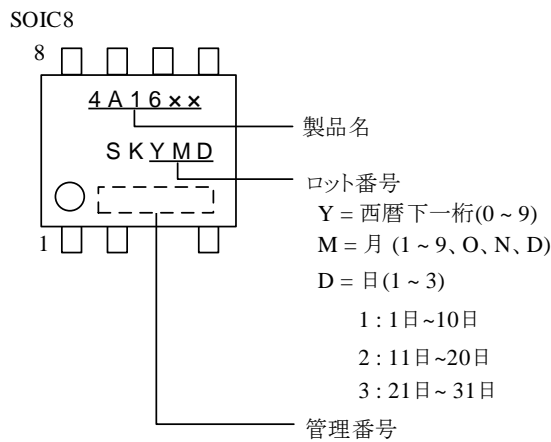 SOIC8
8
4A16××
製品名
SKYMD
ロット番号
Y = 西暦下一桁(0 ~ 9)
M = 月 (1 ~ 9、O、N、D)
D = 日(1 ~ 3)
1
1 : 1日~10日
2 : 11日~20日
3 : 21日~ 31日
管理番号